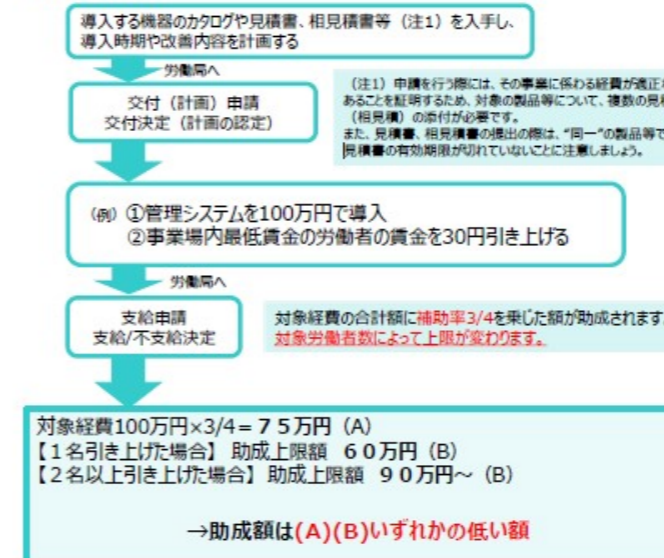 導入する機器のカタログや見積書、相見積書等（注1）を入手し、
導入時期や改善内容を計画する
労働局へ
交付（計画）申請
交付決定（計画の認定）
（注1）申請を行う際には、その事業に係わる経費が適正な
あることを証明するため、対象の製品等について、複数の見積
（相見積）の添付が必要です。
また、見積書、相見積書の提出の際は、“同一”の製品等で
見積書の有効期限が切れていないことに注意しましょう。
（例）①管理システムを100万円で導入
②事業場内最低賃金の労働者の賃金を30円引き上げる
労働局へ
支給申請
支給/不支給決定
対象経費の合計額に補助率3/4を乗じた額が助成されます。
対象労働者数によって上限が変わります。
対象経費100万円×3/4＝７５万円（A）
【１名引き上げた場合】 助成上限額 ６０万円（B）
【２名以上引き上げた場合】助成上限額 ９０万円～（B）
→助成額は(A)(B)いずれかの低い額